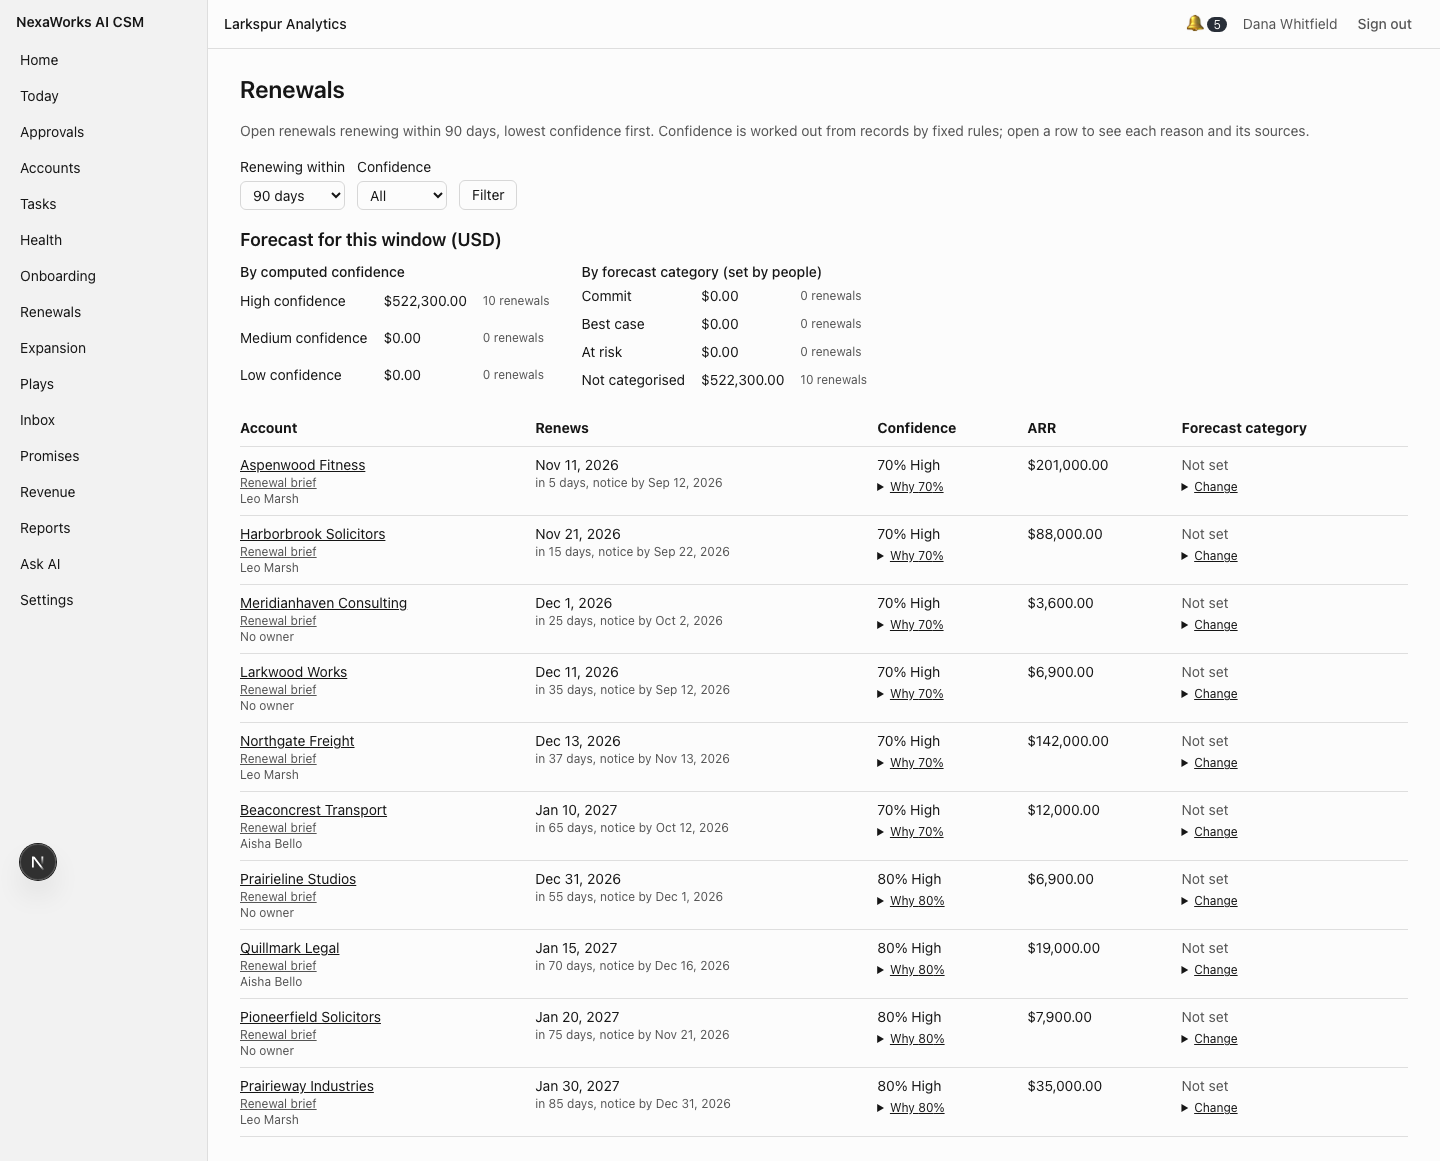 NexaWorks AI CSM
Home
Today
Approvals
Accounts
Tasks
Health
Onboarding
Renewals
Expansion
Plays
Inbox
Promises
Revenue
Reports
Ask AI
Settings
N
Larkspur Analytics
5 Dana Whitfield Sign out
Renewals
Open renewals renewing within 90 days, lowest confidence first. Confidence is worked out from records by fixed rules; open a row to see each reason and its sources.
Renewing within Confidence
90 days All Filter
Forecast for this window (USD)
By computed confidence
High confidence $522,300.00 10 renewals
Medium confidence $0.00 0 renewals
Low confidence $0.00 0 renewals
By forecast category (set by people)
Commit $0.00 0 renewals
Best case $0.00 0 renewals
At risk $0.00 0 renewals
Not categorised $522,300.00 10 renewals
Account Renews Confidence ARR Forecast category
Aspenwood Fitness Nov 11, 2026 70% High $201,000.00 Not set
Renewal brief in 5 days, notice by Sep 12, 2026 Why 70% Change
Leo Marsh
Harborbrook Solicitors Nov 21, 2026 70% High $88,000.00 Not set
Renewal brief in 15 days, notice by Sep 22, 2026 Why 70% Change
Leo Marsh
Meridianhaven Consulting Dec 1, 2026 70% High $3,600.00 Not set
Renewal brief in 25 days, notice by Oct 2, 2026 Why 70% Change
No owner
Larkwood Works Dec 11, 2026 70% High $6,900.00 Not set
Renewal brief in 35 days, notice by Sep 12, 2026 Why 70% Change
No owner
Northgate Freight Dec 13, 2026 70% High $142,000.00 Not set
Renewal brief in 37 days, notice by Nov 13, 2026 Why 70% Change
Leo Marsh
Beaconcrest Transport Jan 10, 2027 70% High $12,000.00 Not set
Renewal brief in 65 days, notice by Oct 12, 2026 Why 70% Change
Aisha Bello
Prairieline Studios Dec 31, 2026 80% High $6,900.00 Not set
Renewal brief in 55 days, notice by Dec 1, 2026 Why 80% Change
No owner
Quillmark Legal Jan 15, 2027 80% High $19,000.00 Not set
Renewal brief in 70 days, notice by Dec 16, 2026 Why 80% Change
Aisha Bello
Pioneerfield Solicitors Jan 20, 2027 80% High $7,900.00 Not set
Renewal brief in 75 days, notice by Nov 21, 2026 Why 80% Change
No owner
Prairieway Industries Jan 30, 2027 80% High $35,000.00 Not set
Renewal brief in 85 days, notice by Dec 31, 2026 Why 80% Change
Leo Marsh